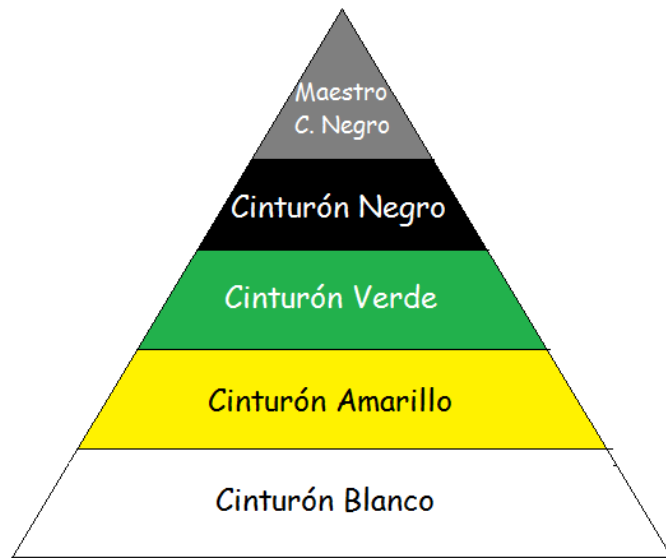 Maestro
C. Negro
Cinturón Negro
Cinturón Verde
Cinturón Amarillo
Cinturón Blanco